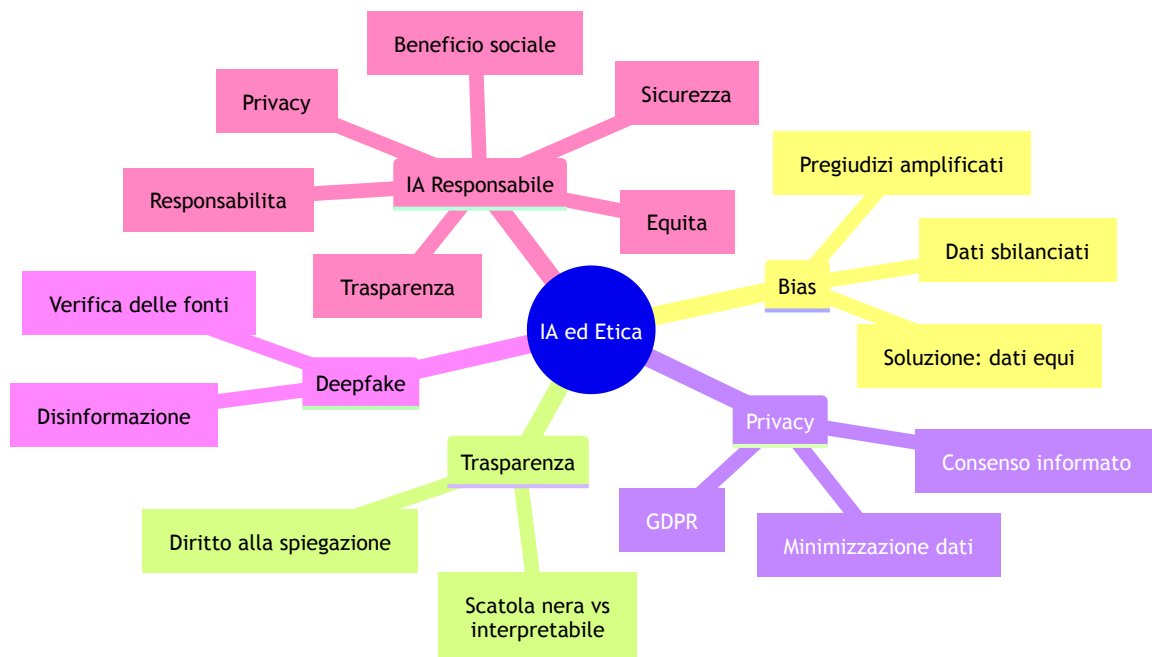 Beneficio sociale
Sicurezza
Privacy
Pregiudizi amplificati
IA Responsabile
Responsabilita
Equita
Dati sbilanciati
Trasparenza
Bias
Verifica delle fonti
IA ed Etica
Soluzione: dati equi
Deepfake
Disinformazione
Privacy
Trasparenza
Consenso informato
GDPR
Diritto alla spiegazione
Minimizzazione dati
Scatola nera vs
interpretabile